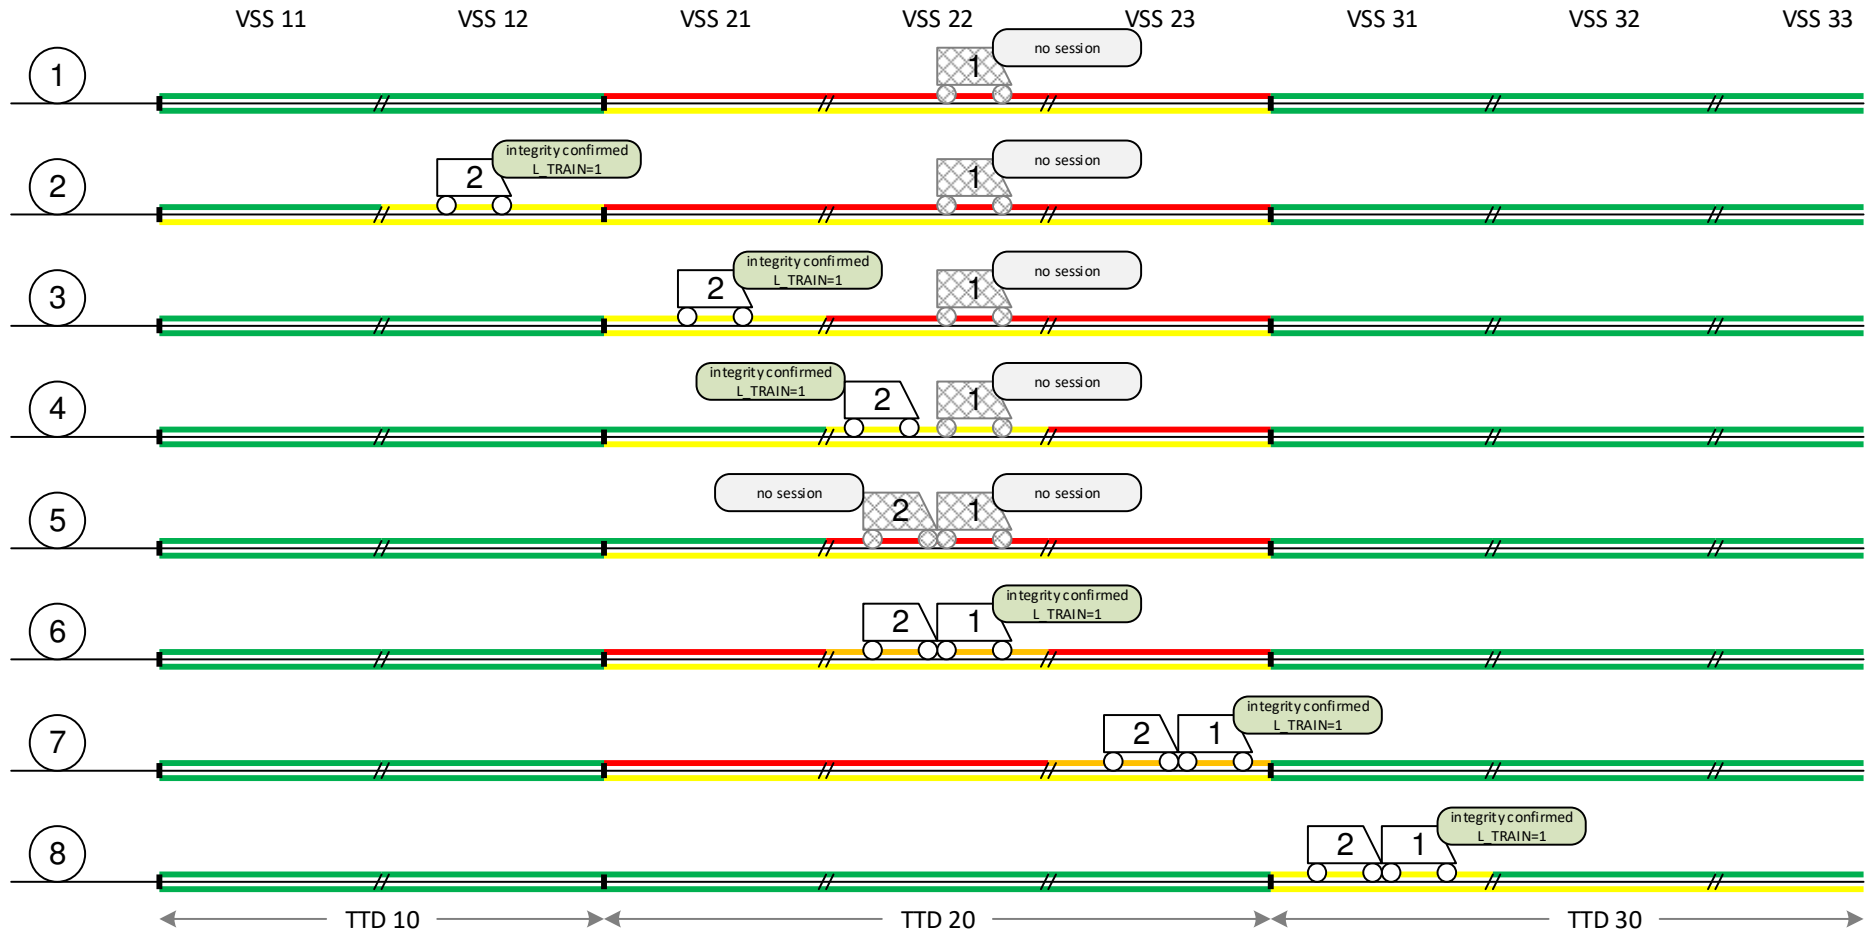 VSS 11 VSS 12 VSS 21 VSS 22 VSS 23 VSS 31 VSS 32 VSS 33
1 1 no session
2 2 integrity confirmed
L_TRAIN=1
1 no session
3 2 integrity confirmed
L_TRAIN=1
1 no session
4 integrity confirmed
L_TRAIN=1
2 1 no session
5 no session 2 1 no session
6 2 1 integrity confirmed
L_TRAIN=1
7 2 1 integrity confirmed
L_TRAIN=1
8 2 1 integrity confirmed
L_TRAIN=1
TTD 10 TTD 20 TTD 30